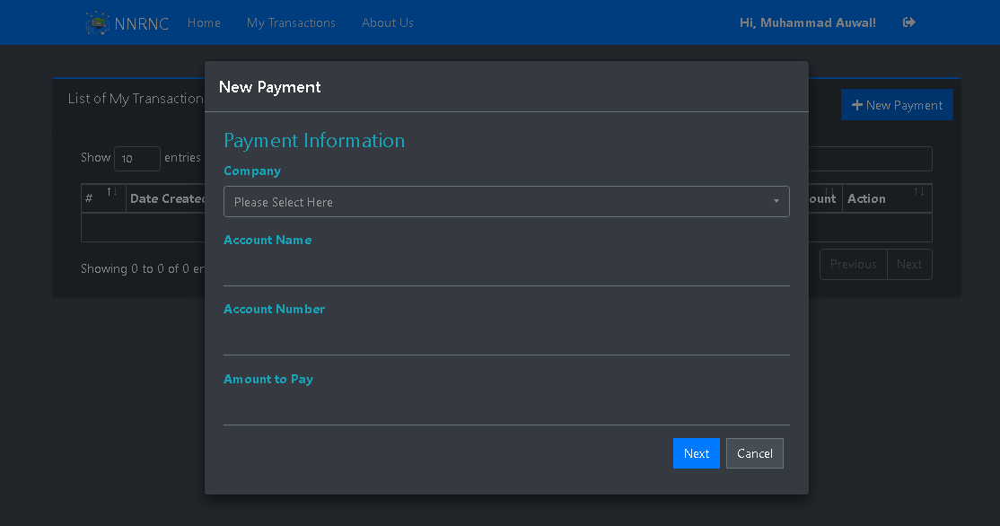 NNRNC Home My Transactions About Us Hi, Muhammad Auwal!
New Payment
List of My Transaction
New Payment
Payment Information
Show 10 entries
Company
Please Select Here
# Date Create ount Action
Account Name
Showing 0 to 0 of 0 en
Previous Next
Account Number
Amount to Pay
Next Cancel